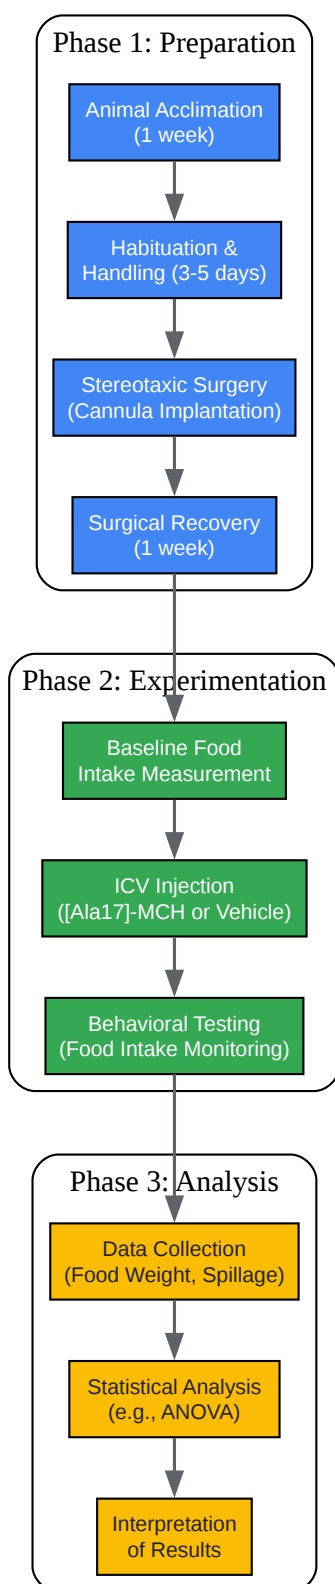 Phase 1: Preparation
Animal Acclimation
(1 week)
Habituation &
Handling (3-5 days)
Stereotaxic Surgery
(Cannula Implantation)
Surgical Recovery
(1 week)
Phase 2: Experimentation
Baseline Food
Intake Measurement
ICV Injection
([Ala17]-MCH or Vehicle)
Behavioral Testing
(Food Intake Monitoring)
Phase 3: Analysis
Data Collection
(Food Weight, Spillage)
Statistical Analysis
(e.g., ANOVA)
Interpretation
of Results